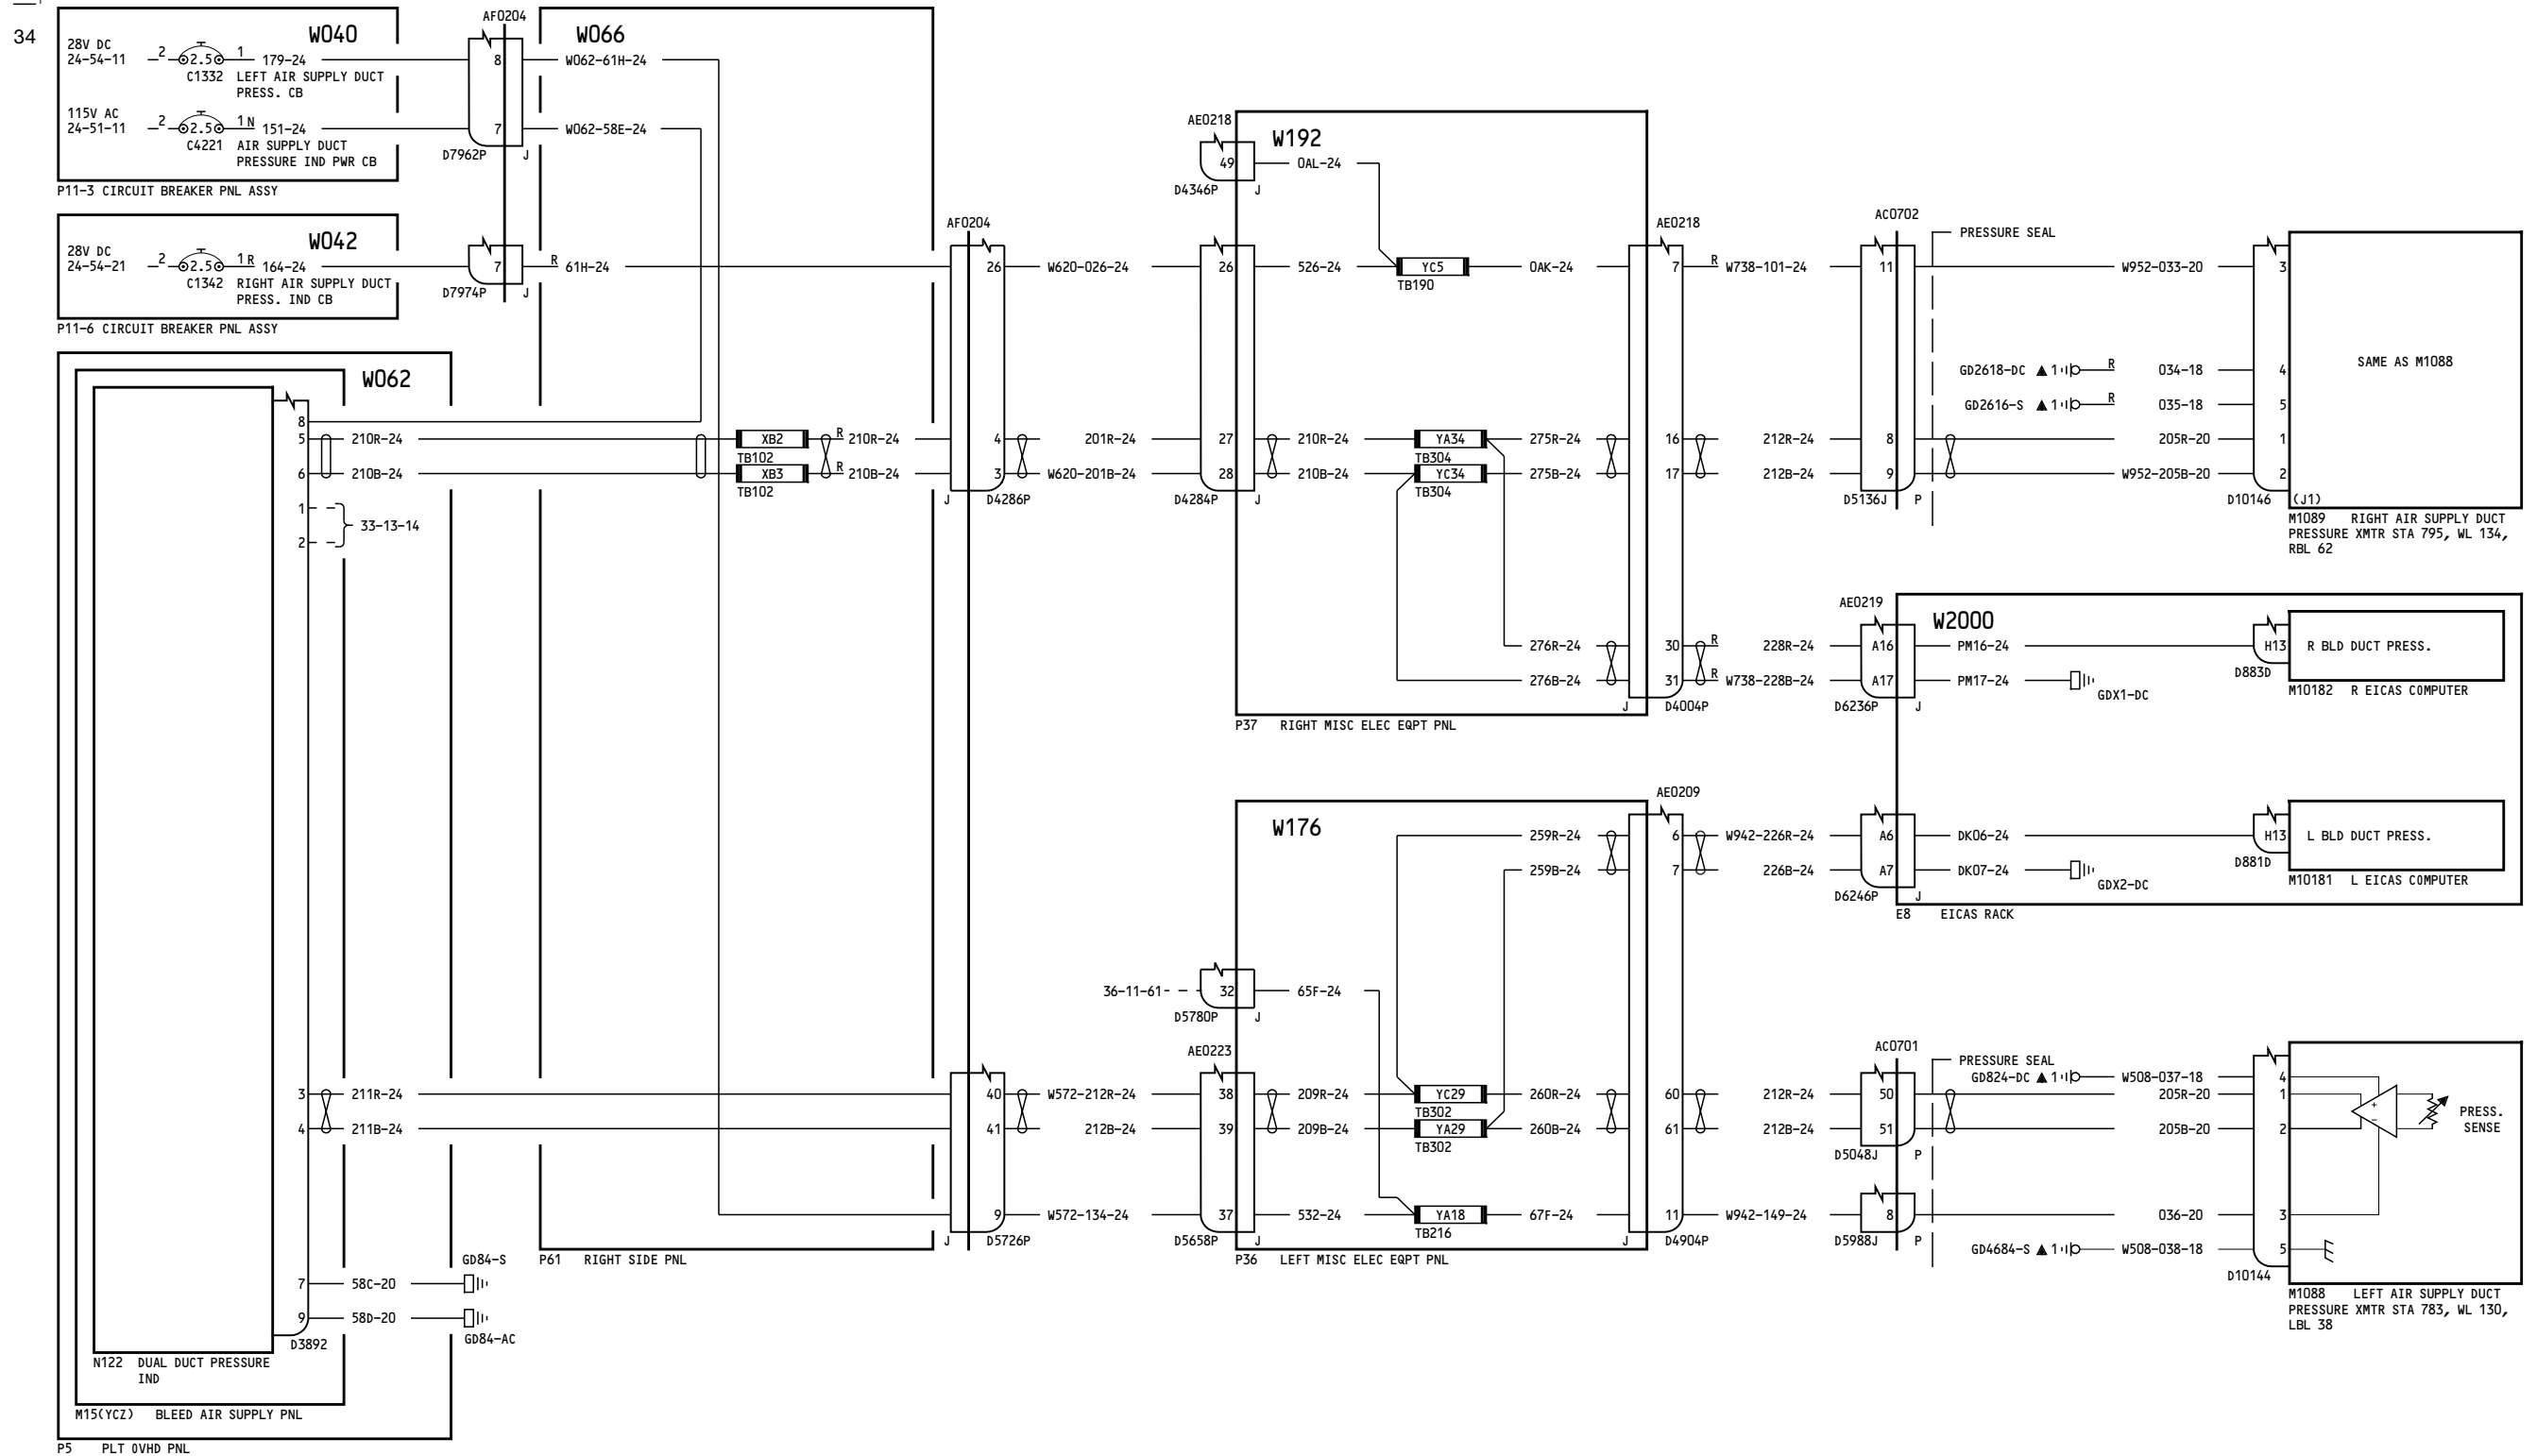 34
W040
28V DC
24-54-11
2
2.5
1
179-24
C1332 LEFT AIR SUPPLY DUCT
PRESS. CB
115V AC
24-51-11
2
2.5
1 N
151-24
C4221 AIR SUPPLY DUCT
PRESSURE IND PWR CB
P11-3 CIRCUIT BREAKER PNL ASSY
W042
28V DC
24-54-21
2
2.5
1 R
164-24
C1342 RIGHT AIR SUPPLY DUCT
PRESS. IND CB
P11-6 CIRCUIT BREAKER PNL ASSY
AF0204
8
7
D7962P
J
7
D7974P
J
W066
W062-61H-24
W062-58E-24
R 61H-24
W062
8
5
210R-24
6
210B-24
1
2
33-13-14
3
211R-24
4
211B-24
7
58C-20
GD84-S
9
58D-20
GD84-AC
D3892
N122 DUAL DUCT PRESSURE
IND
M15(YCZ) BLEED AIR SUPPLY PNL
P5 PLT OVHD PNL
XB2
TB102
R 210R-24
XB3
TB102
R 210B-24
P61 RIGHT SIDE PNL
AF0204
26
W620-026-24
4
201R-24
3
W620-201B-24
J
D4286P
40
W572-212R-24
41
212B-24
9
W572-134-24
J
D5726P
AE0218
49
D4346P
J
W192
0AL-24
26
526-24
YC5
TB190
0AK-24
27
210R-24
YA34
TB304
275R-24
28
210B-24
YC34
TB304
275B-24
D4284P
J
276R-24
276B-24
P37 RIGHT MISC ELEC EQPT PNL
AE0218
7
R W738-101-24
16
212R-24
17
212B-24
30
R
228R-24
31
R W738-228B-24
J
D4004P
AC0702
PRESSURE SEAL
11
W952-033-20
3
GD2618-DC 1
R
034-18
4
GD2616-S 1
R
035-18
5
8
205R-20
1
9
W952-205B-20
2
D5136J
P
D10146
(J1)
SAME AS M1088
M1089 RIGHT AIR SUPPLY DUCT
PRESSURE XMTR STA 795, WL 134,
RBL 62
AE0219
W2000
A16
PM16-24
H13
R BLD DUCT PRESS.
D883D
A17
PM17-24
GDX1-DC
M10182 R EICAS COMPUTER
D6236P
J
A6
DK06-24
H13
L BLD DUCT PRESS.
D881D
A7
DK07-24
GDX2-DC
M10181 L EICAS COMPUTER
D6246P
J
E8 EICAS RACK
W176
AE0209
259R-24
6
W942-226R-24
259B-24
7
226B-24
36-11-61
32
65F-24
D5780P
J
AE0223
38
209R-24
YC29
TB302
260R-24
60
212R-24
39
209B-24
YA29
TB302
260B-24
61
212B-24
37
532-24
YA18
TB216
67F-24
11
W942-149-24
D5658P
J
J
D4904P
P36 LEFT MISC ELEC EQPT PNL
AC0701
PRESSURE SEAL
GD824-DC 1
W508-037-18
4
50
205R-20
1
51
205B-20
2
D5048J
P
8
036-20
3
D5988J
P
GD4684-S 1
W508-038-18
5
D10144
+
-
PRESS.
SENSE
M1088 LEFT AIR SUPPLY DUCT
PRESSURE XMTR STA 783, WL 130,
LBL 38